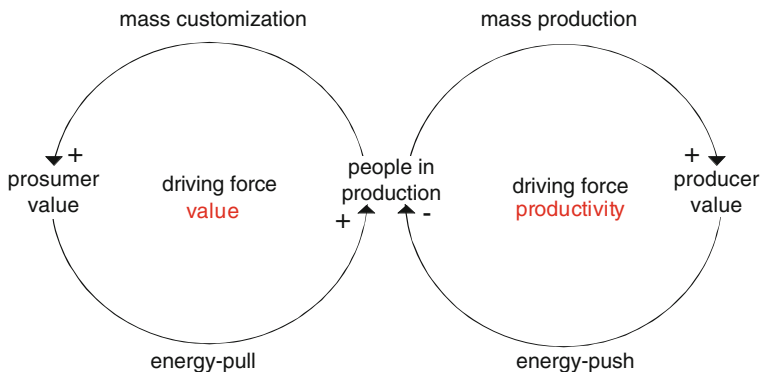 mass customization
mass production
+
prosumer
value
driving force
value
people in
production
+
-
driving force
productivity
+
producer
value
energy-pull
energy-push